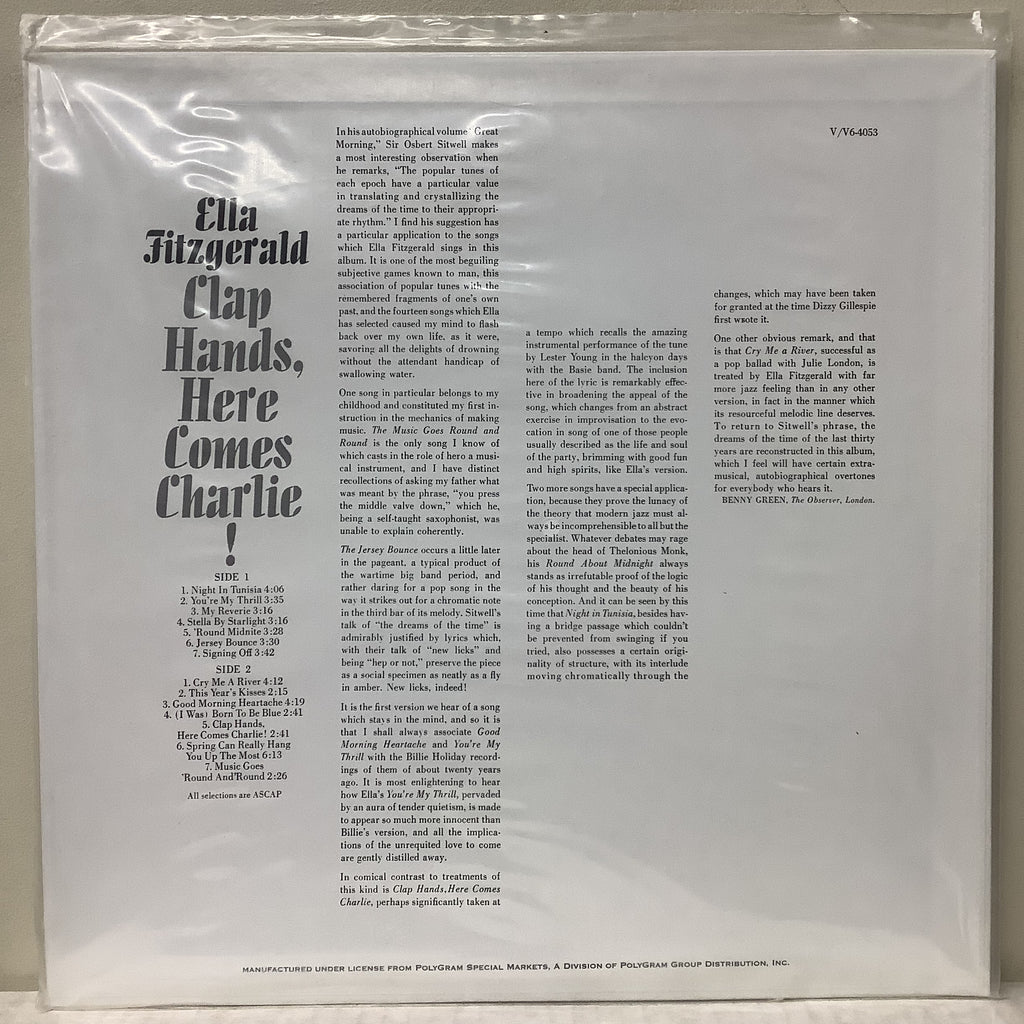 Ella
Fitzgerald
Clap
Hands,
Here
Comes
Charlie
!
SIDE 1
1. Night In Tunisia 4:06
2. You're My Thrill 3:35
3. My Reverie 3:16
4. Stella By Starlight 3:16
5. 'Round Midnite 3:28
6. Jersey Bounce 3:30
7. Signing Off 3:42
SIDE 2
1. Cry Me A River 4:12
2. This Year's Kisses 2:15
3. Good Morning Heartache 4:19
4. (I Was) Born To Be Blue 2:41
5. Clap Hands,
Here Comes Charlie! 2:41
6. Spring Can Really Hang
You Up The Most 6:13
7. Music Goes
'Round And'Round 2:26
All selections are ASCAP
In his autobiographical volume "Great
Morning," Sir Osbert Sitwell makes
a most interesting observation when
he remarks, "The popular tunes of
each epoch have a particular value
in translating and crystallizing the
dreams of the time to their appropri-
ate rhythm." I find his suggestion has
a particular application to the songs
which Ella Fitzgerald sings in this
album. It is one of the most beguiling
subjective games known to man, this
association of popular tunes with the
remembered fragments of one's own
past, and the fourteen songs which Ella
has selected caused my mind to flash
back over my own life, as it were,
savoring all the delights of drowning
without the attendant handicap of
swallowing water.
One song in particular belongs to my
childhood and constituted my first in-
struction in the mechanics of making
music. The Music Goes Round and
Round is the only song I know of
which casts in the role of hero a musi-
cal instrument, and I have distinct
recollections of asking my father what
was meant by the phrase, "you press
the middle valve down," which he,
being a self-taught saxophonist, was
unable to explain coherently.
The Jersey Bounce occurs a little later
in the pageant, a typical product of
the wartime big band period, and
rather daring for a pop song in the
way it strikes out for a chromatic note
in the third bar of its melody. Sitwell's
talk of "the dreams of the time" is
admirably justified by lyrics which,
with their talk of "new licks" and
being "hep or not," preserve the piece
as a social specimen as neatly as a fly
in amber. New licks, indeed!
It is the first version we hear of a song
which stays in the mind, and so it is
that I shall always associate Good
Morning Heartache and You're My
Thrill with the Billie Holiday record-
ings of them of about twenty years
ago. It is most enlightening to hear
how Ella's You're My Thrill, pervaded
by an aura of tender quietism, is made
to appear so much more innocent than
Billie's version, and all the implica-
tions of the unrequited love to come
are gently distilled away.
In comical contrast to treatments of
this kind is Clap Hands, Here Comes
Charlie, perhaps significantly taken at
a tempo which recalls the amazing
instrumental performance of the tune
by Lester Young in the halcyon days
with the Basie band. The inclusion
here of the lyric is remarkably effec-
tive in broadening the appeal of the
song, which changes from an abstract
exercise in improvisation to the evo-
cation in song of one of those people
usually described as the life and soul
of the party, brimming with good fun
and high spirits, like Ella's version.
Two more songs have a special applica-
tion, because they prove the lunacy of
the theory that modern jazz must al-
ways be incomprehensible to all but the
specialist. Whatever debates may rage
about the head of Thelonious Monk,
his Round About Midnight always
stands as irrefutable proof of the logic
of his thought and the beauty of his
conception. And it can be seen by this
time that Night in Tunisia, besides hav-
ing a bridge passage which couldn't
be prevented from swinging if you
tried, also possesses a certain origi-
nality of structure, with its interlude
moving chromatically through the
V/V6-4053
changes, which may have been taken
for granted at the time Dizzy Gillespie
first wrote it.
One other obvious remark, and that
is that Cry Me a River, successful as
a pop ballad with Julie London, is
treated by Ella Fitzgerald with far
more jazz feeling than in any other
version, in fact in the manner which
its resourceful melodic line deserves.
To return to Sitwell's phrase, the
dreams of the time of the last thirty
years are reconstructed in this album,
which I feel will have certain extra-
musical, autobiographical overtones
for everybody who hears it.
BENNY GREEN, The Observer, London.
MANUFACTURED UNDER LICENSE FROM POLYGRAM SPECIAL MARKETS, A DIVISION OF POLYGRAM GROUP DISTRIBUTION, INC.